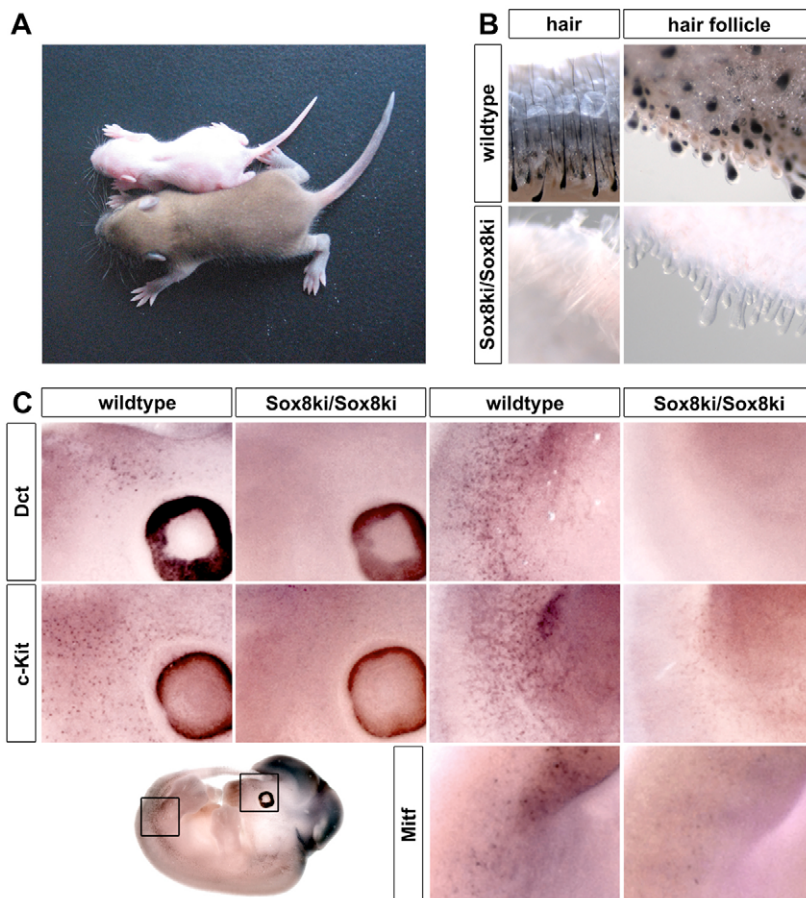 A
B
hair
hair follicle
wildtype
Sox8ki/Sox8ki
C
wildtype
Sox8ki/Sox8ki
wildtype
Sox8ki/Sox8ki
Dct
c-Kit
Mitf